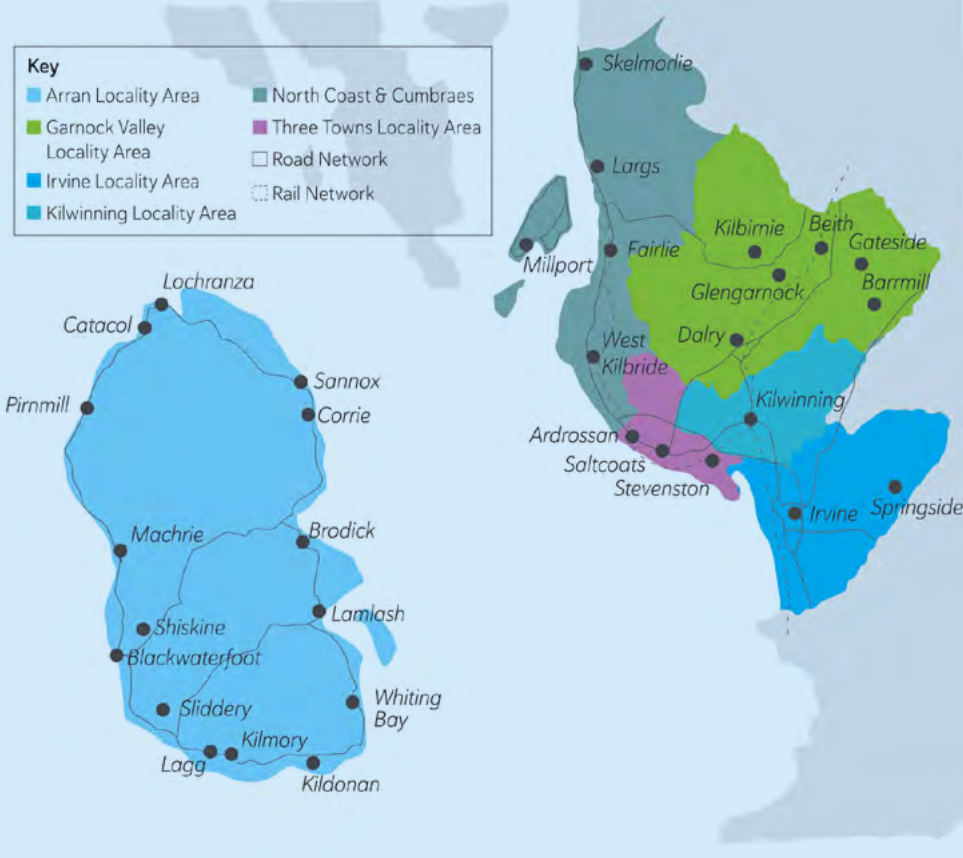 Key
Arran Locality Area
Garnock Valley
Locality Area
Irvine Locality Area
Kilwinning Locality Area
North Coast & Cumbraes
Three Towns Locality Area
Road Network
Rail Network
Skelmorlie
Largs
Millport
Fairlie
Kilbirnie
Beith
Gateside
Glengarnock
Barrmill
Dalry
West
Kilbride
Kilwinning
Ardrossan
Saltcoats
Stevenston
Irvine
Springside
Lochranza
Catacol
Sannox
Pirnmill
Corrie
Machrie
Brodick
Lamlash
Shiskine
Blackwaterfoot
Sliddery
Whiting
Bay
Kilmory
Lagg
Kildonan